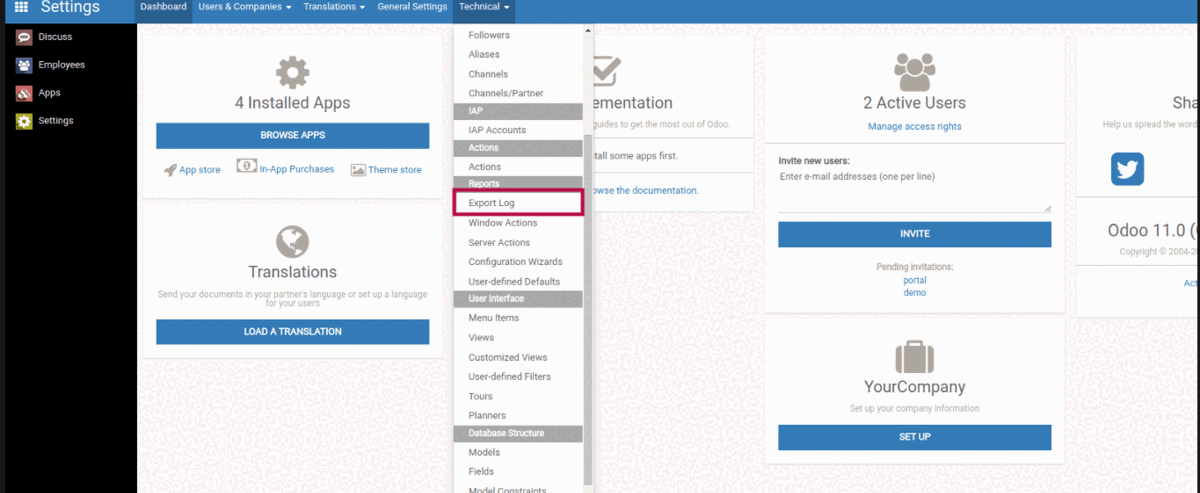 Settings
Dashboard
Users & Companies
Translations
General Settings
Technical
Discuss
Employees
Apps
Settings
4 Installed Apps
BROWSE APPS
App store
In-App Purchases
Theme store
Translations
Send your documents in your partner's language or set up a language
for your users
LOAD A TRANSLATION
Followers
Aliases
Channels
Channels/Partner
IAP
IAP Accounts
Actions
Actions
Reports
Export Log
Window Actions
Server Actions
Configuration Wizards
User-defined Defaults
User Interface
Menu Items
Views
Customized Views
User-defined Filters
Tours
Planners
Database Structure
Models
Fields
Model Constraints
ementation
guides to get the most out of Odoo.
tall some apps first.
owse the documentation.
2 Active Users
Manage access rights
Invite new users:
Enter e-mail addresses (one per line)
INVITE
Pending invitations:
portal
demo
YourCompany
Set up your company information
SET UP
Sha
Help us spread the word
Odoo 11.0 (
Copyright © 2004-2
Act